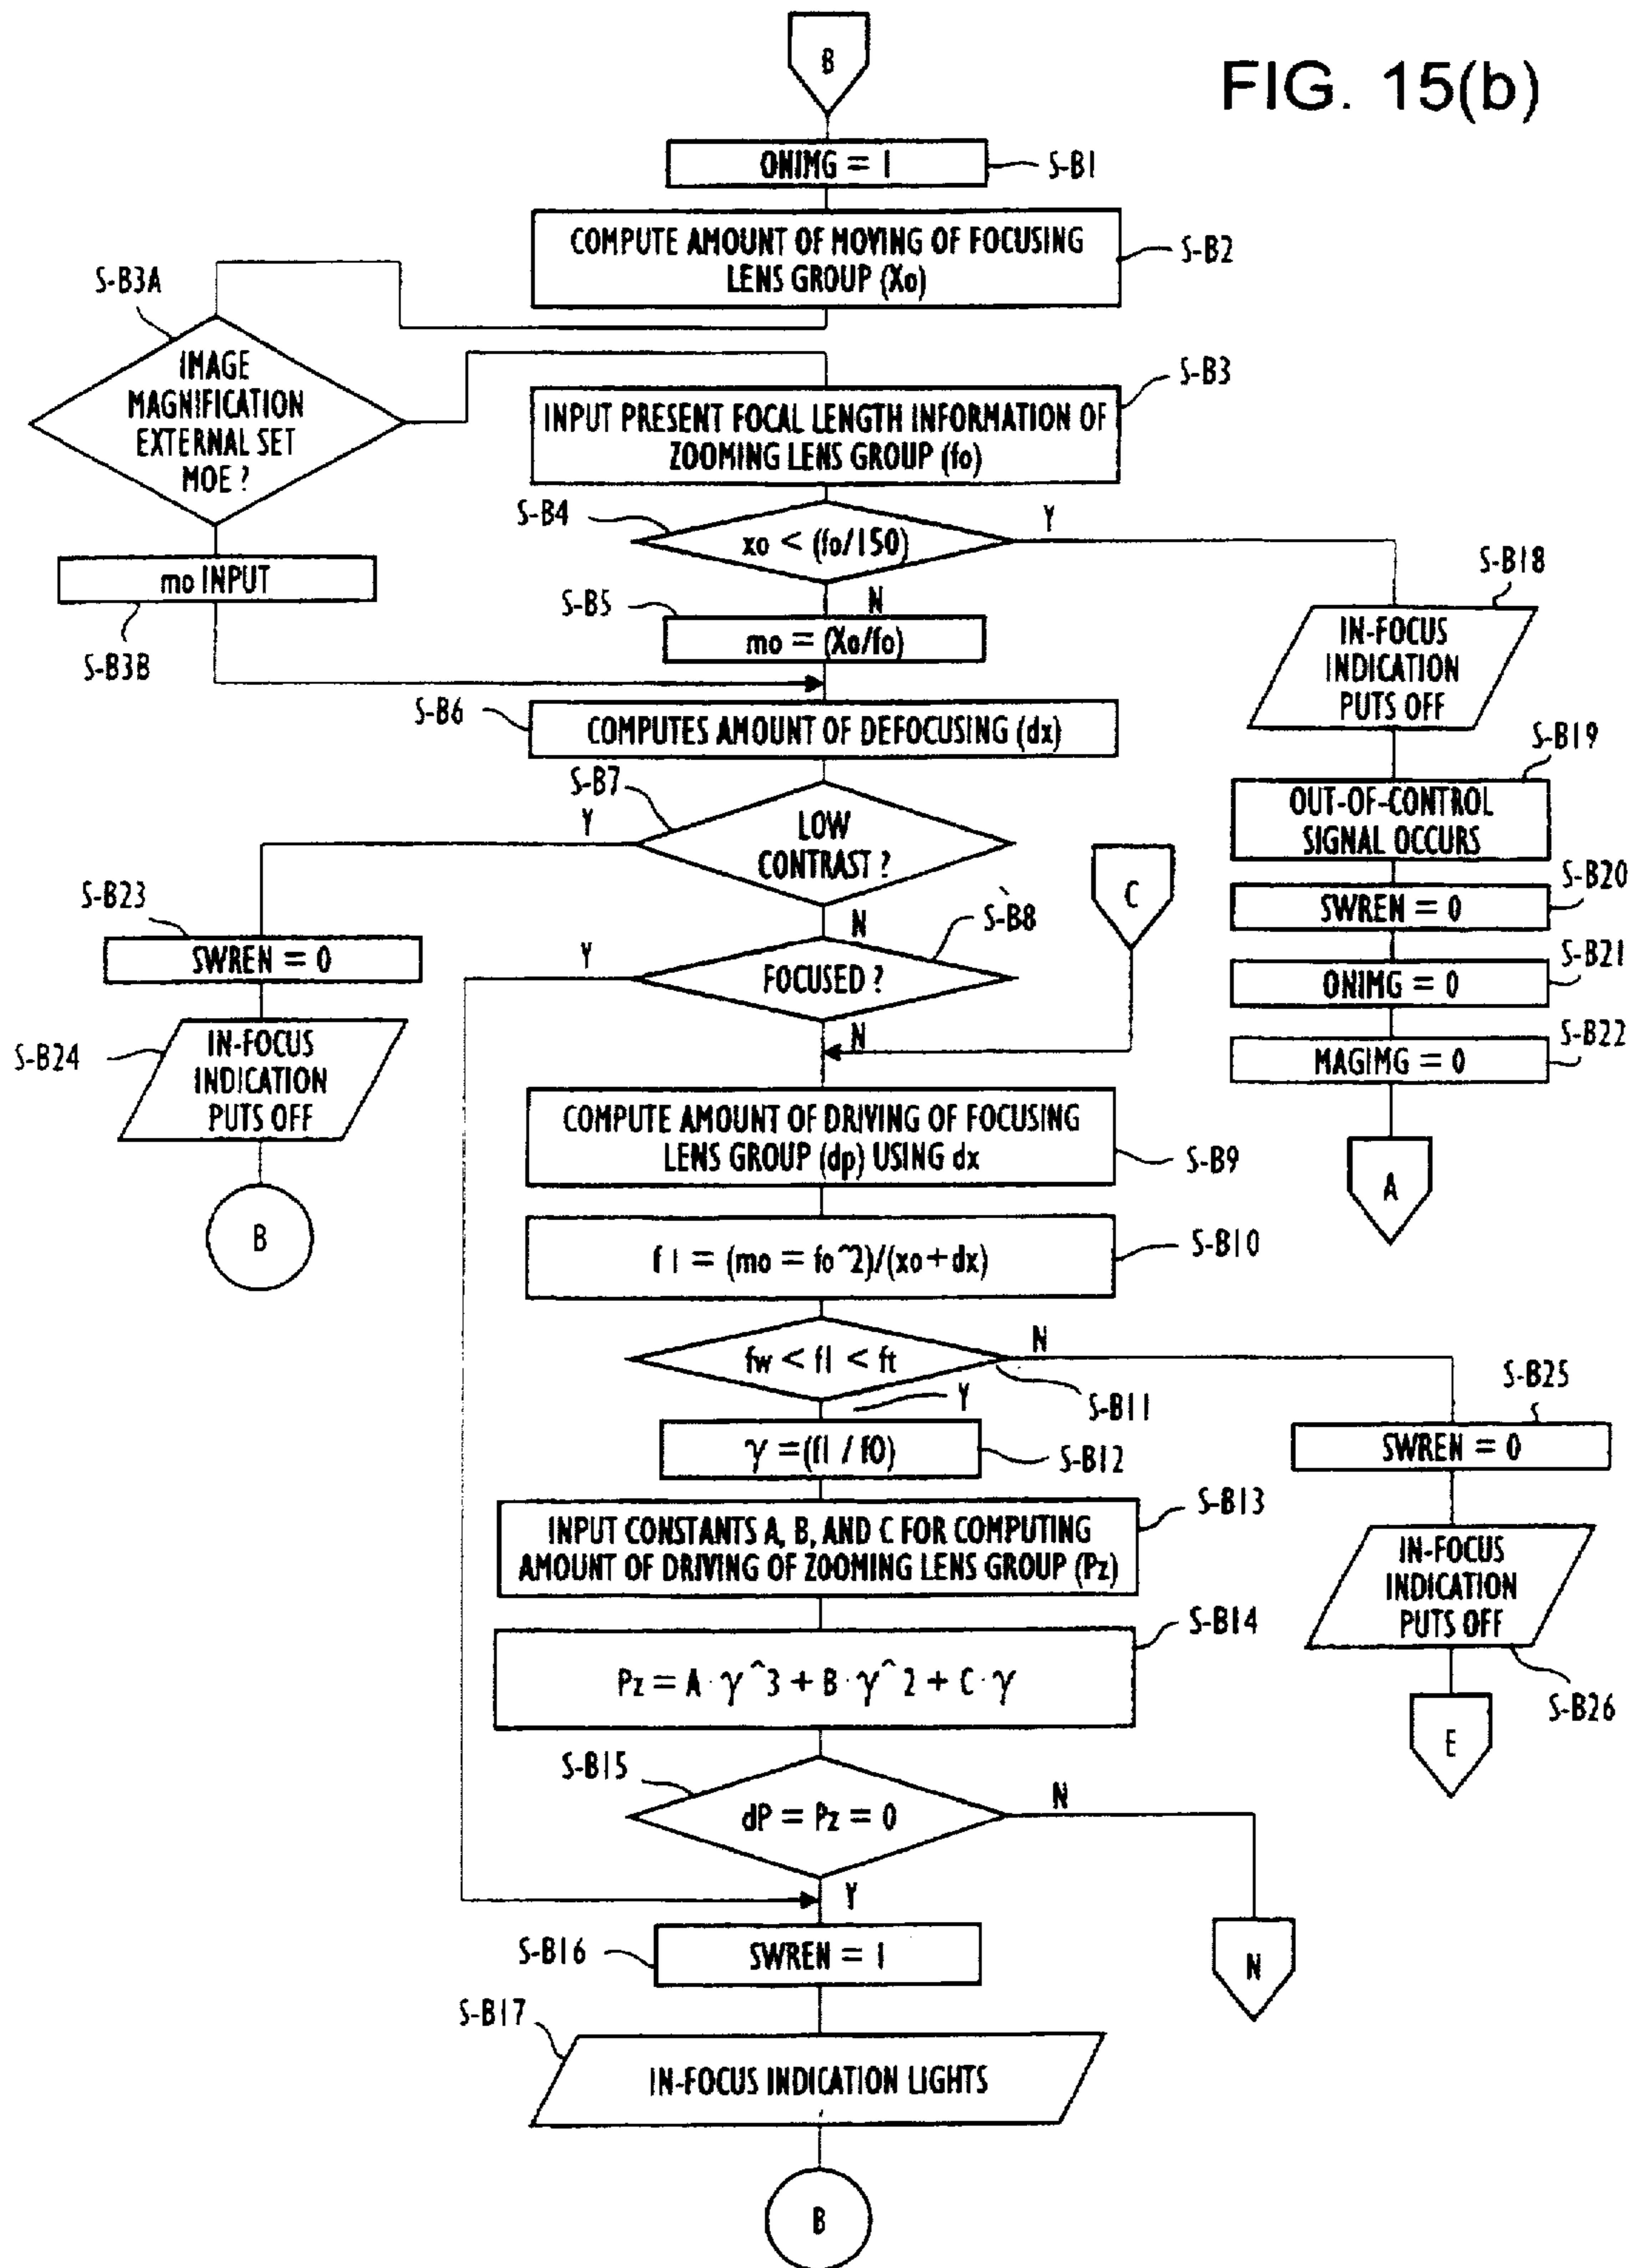 B
FIG. 15(b)
ONIMG = 1
S-B1
COMPUTE AMOUNT OF MOVING OF FOCUSING
LENS GROUP (Xo)
S-B2
S-B3A
IMAGE
MAGNIFICATION
EXTERNAL SET
MOE ?
S-B3
INPUT PRESENT FOCAL LENGTH INFORMATION OF
ZOOMING LENS GROUP (fo)
S-B4
xo < (fo/150)
Y
N
mo INPUT
S-B3B
S-B5
mo = (Xo/fo)
S-B18
IN-FOCUS
INDICATION
PUTS OFF
S-B6
COMPUTES AMOUNT OF DEFOCUSING (dx)
S-B19
OUT-OF-CONTROL
SIGNAL OCCURS
S-B7
Y
LOW
CONTRAST ?
N
C
S-B20
SWREN = 0
S-B23
SWREN = 0
S-B8
Y
FOCUSED ?
N
S-B21
ONIMG = 0
S-B22
MAGIMG = 0
A
S-B24
IN-FOCUS
INDICATION
PUTS OFF
B
COMPUTE AMOUNT OF DRIVING OF FOCUSING
LENS GROUP (dp) USING dx
S-B9
f1 = (mo = fo^2)/(xo+dx)
S-B10
fw < f1 < ft
N
S-B11
Y
γ =(f1 / f0)
S-B12
S-B25
SWREN = 0
INPUT CONSTANTS A, B, AND C FOR COMPUTING
AMOUNT OF DRIVING OF ZOOMING LENS GROUP (Pz)
S-B13
IN-FOCUS
INDICATION
PUTS OFF
S-B26
E
S-B14
Pz = A · γ^3 + B · γ^2 + C · γ
S-B15
dP = Pz = 0
N
Y
N
S-B16
SWREN = 1
S-B17
IN-FOCUS INDICATION LIGHTS
B